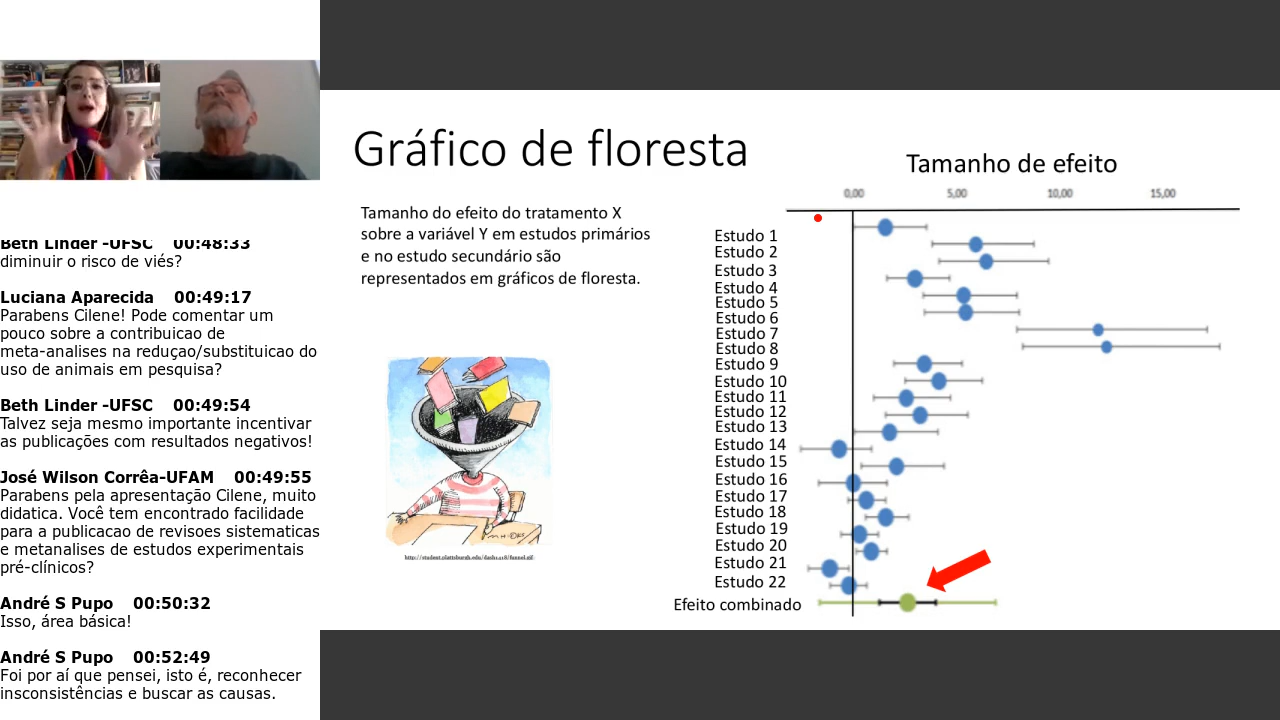 Beth Linder -UFSC 00:48:33
diminuir o risco de viés?
Luciana Aparecida 00:49:17
Parabens Cilene! Pode comentar um
pouco sobre a contribuicao de
meta-analises na reduçao/substituicao do
uso de animais em pesquisa?
Beth Linder -UFSC 00:49:54
Talvez seja mesmo importante incentivar
as publicações com resultados negativos!
José Wilson Corrêa-UFAM 00:49:55
Parabens pela apresentação Cilene, muito
didatica. Você tem encontrado facilidade
para a publicacao de revisoes sistematicas
e metanalises de estudos experimentais
pré-clínicos?
André S Pupo 00:50:32
Isso, área básica!
André S Pupo 00:52:49
Foi por aí que pensei, isto é, reconhecer
insconsistências e buscar as causas.
Gráfico de floresta
Tamanho do efeito do tratamento X
sobre a variável Y em estudos primários
e no estudo secundário são
representados em gráficos de floresta.
http://student.plattsburgh.edu/dash1418/funnel.gif
Tamanho de efeito
0,00 5,00 10,00 15,00
Estudo 1
Estudo 2
Estudo 3
Estudo 4
Estudo 5
Estudo 6
Estudo 7
Estudo 8
Estudo 9
Estudo 10
Estudo 11
Estudo 12
Estudo 13
Estudo 14
Estudo 15
Estudo 16
Estudo 17
Estudo 18
Estudo 19
Estudo 20
Estudo 21
Estudo 22
Efeito combinado